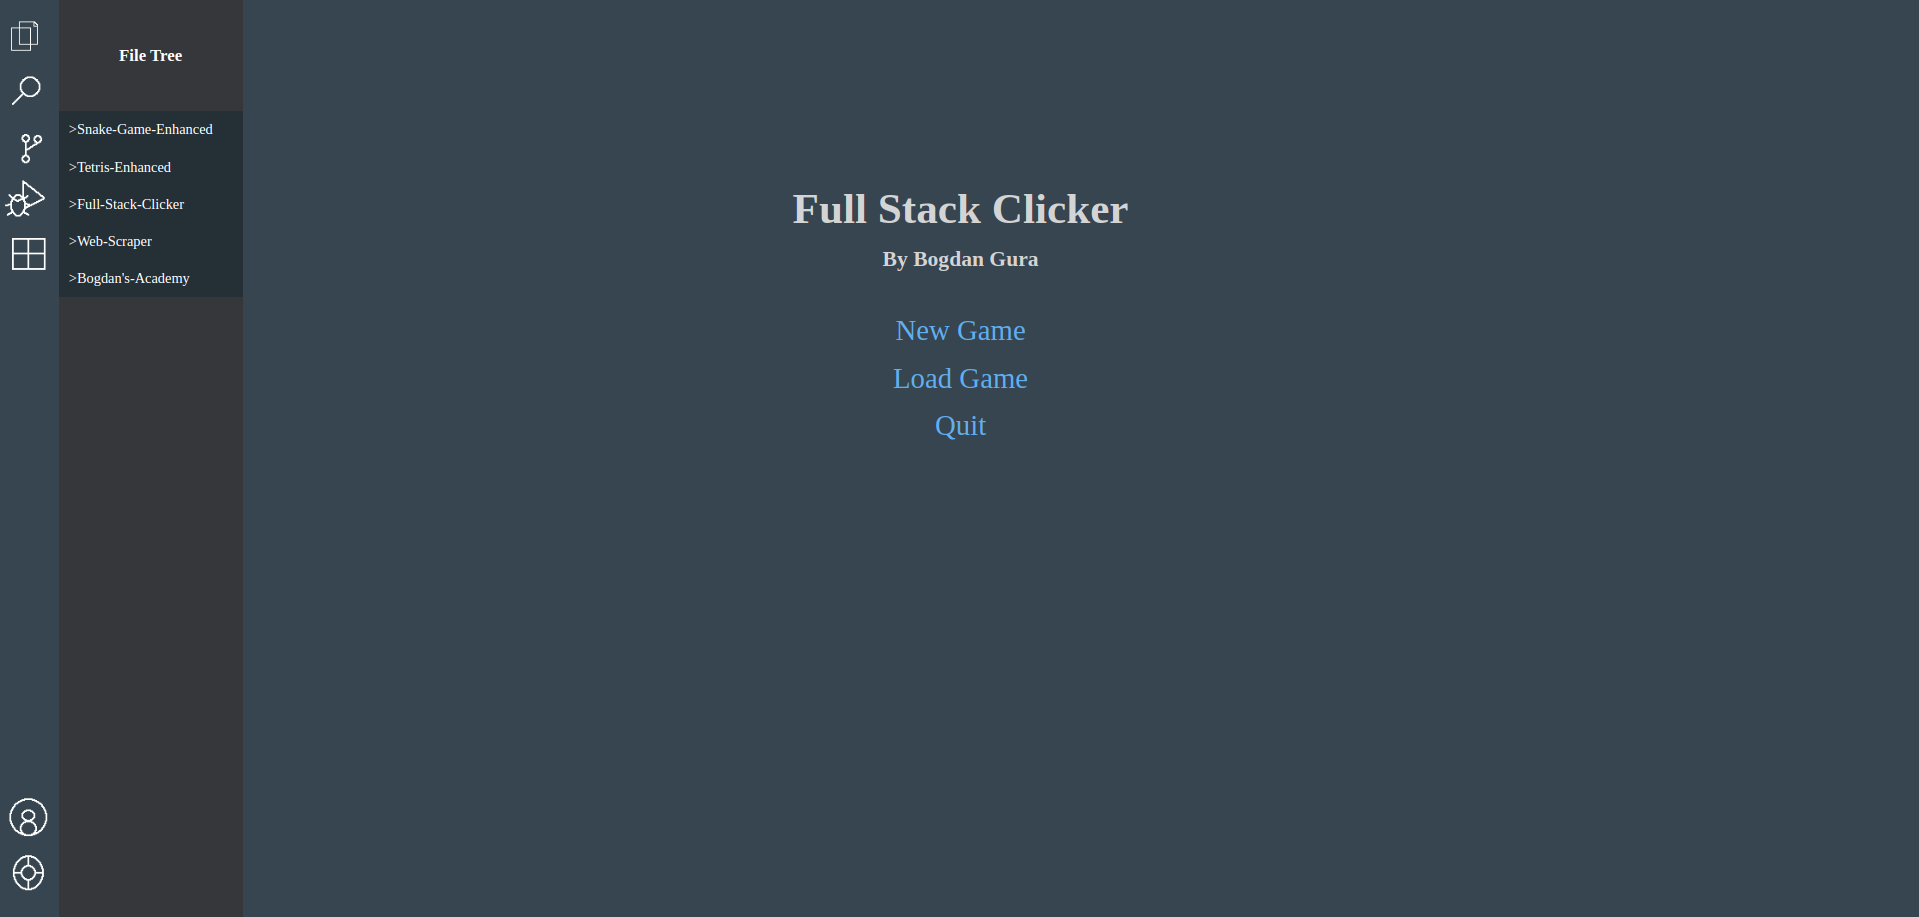 File Tree
>Snake-Game-Enhanced
>Tetris-Enhanced
>Full-Stack-Clicker
>Web-Scraper
>Bogdan's-Academy
Full Stack Clicker
By Bogdan Gura
New Game
Load Game
Quit